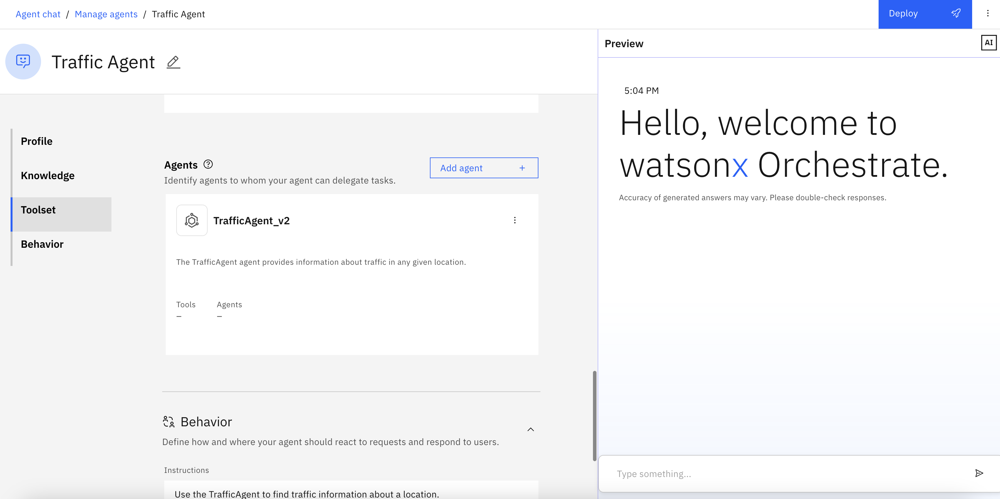 Agent chat / Manage agents / Traffic Agent
Deploy
Traffic Agent
Profile
Knowledge
Toolset
Behavior
Agents ?
Identify agents to whom your agent can delegate tasks.
Add agent +
TrafficAgent_v2
The TrafficAgent agent provides information about traffic in any given location.
Tools Agents
– –
Behavior
Define how and where your agent should react to requests and respond to users.
Instructions
Use the TrafficAgent to find traffic information about a location.
Preview
AI
5:04 PM
Hello, welcome to
watsonx Orchestrate.
Accuracy of generated answers may vary. Please double-check responses.
Type something...